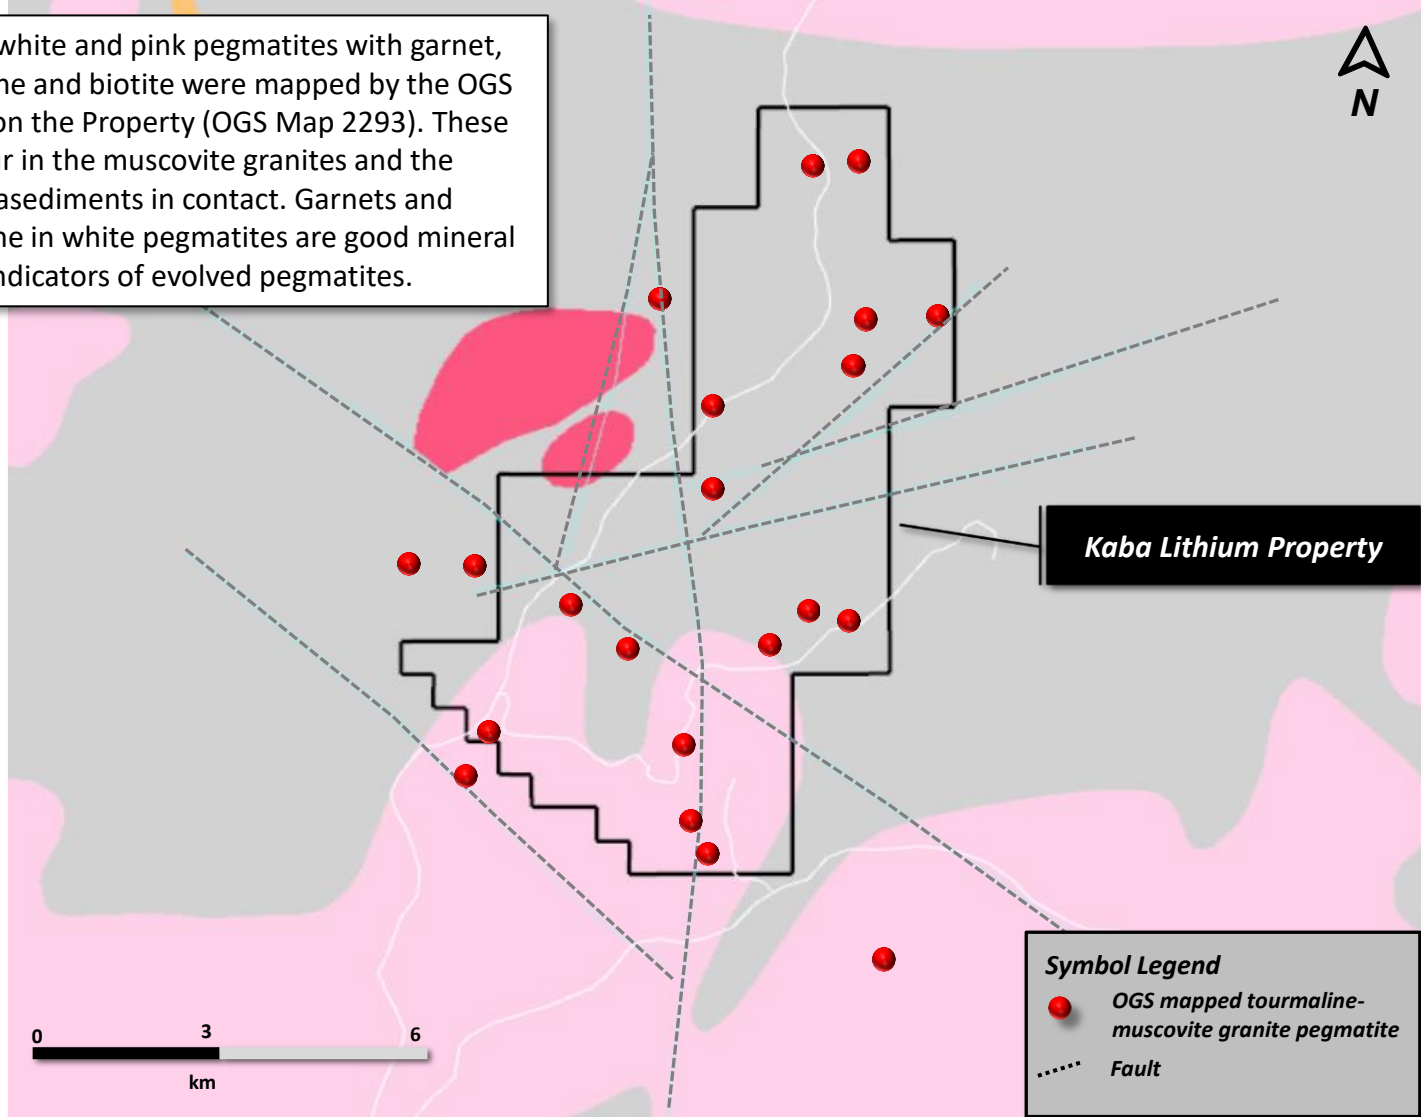 white and pink pegmatites with garnet,
ne and biotite were mapped by the OGS
on the Property (OGS Map 2293). These
r in the muscovite granites and the
asediments in contact. Garnets and
ne in white pegmatites are good mineral
ndicators of evolved pegmatites.
N
Kaba Lithium Property
Symbol Legend
OGS mapped tourmaline-
muscovite granite pegmatite
Fault
0 3 6
km